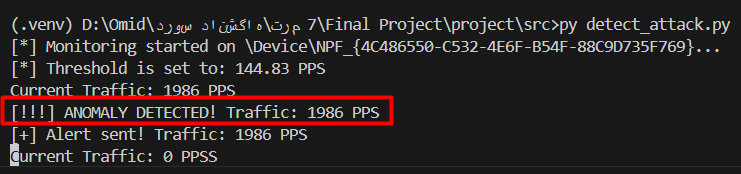 (.venv) D:\Omid\دروس دانشگاه\ترم 7\Final Project\project\src>py detect_attack.py
[*] Monitoring started on \Device\NPF_{4C486550-C532-4E6F-B54F-88C9D735F769}...
[*] Threshold is set to: 144.83 PPS
Current Traffic: 1986 PPS
[!!!] ANOMALY DETECTED! Traffic: 1986 PPS
[+] Alert sent! Traffic: 1986 PPS
Current Traffic: 0 PPSS